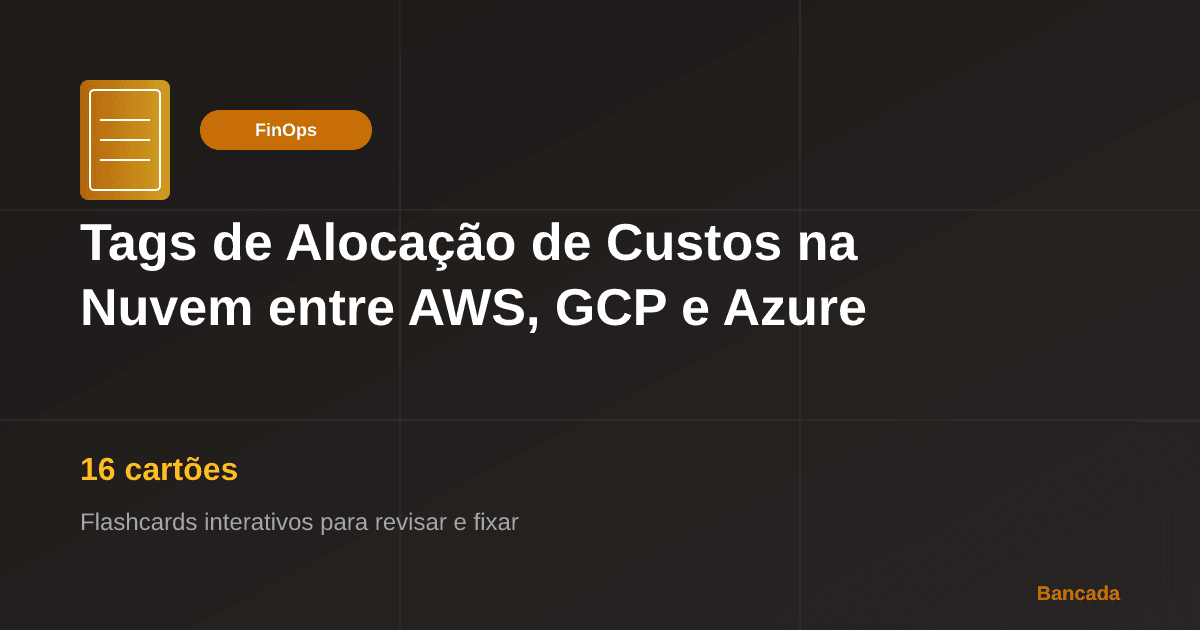 FinOps
Tags de Alocação de Custos na
Nuvem entre AWS, GCP e Azure
16 cartões
Flashcards interativos para revisar e fixar
Bancada